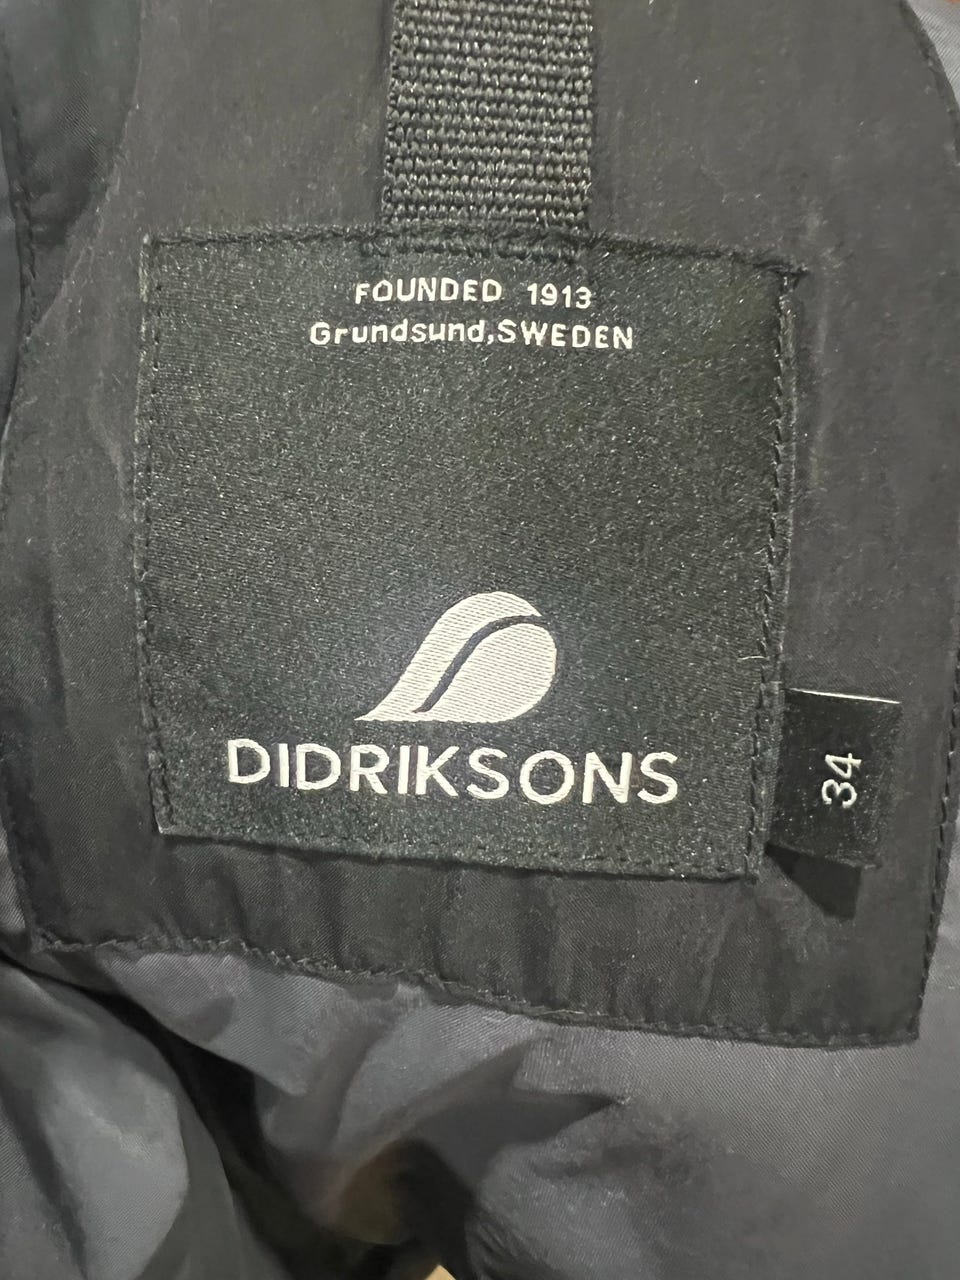 FOUNDED 1913
Grundsund,SWEDEN
DIDRIKSONS
34